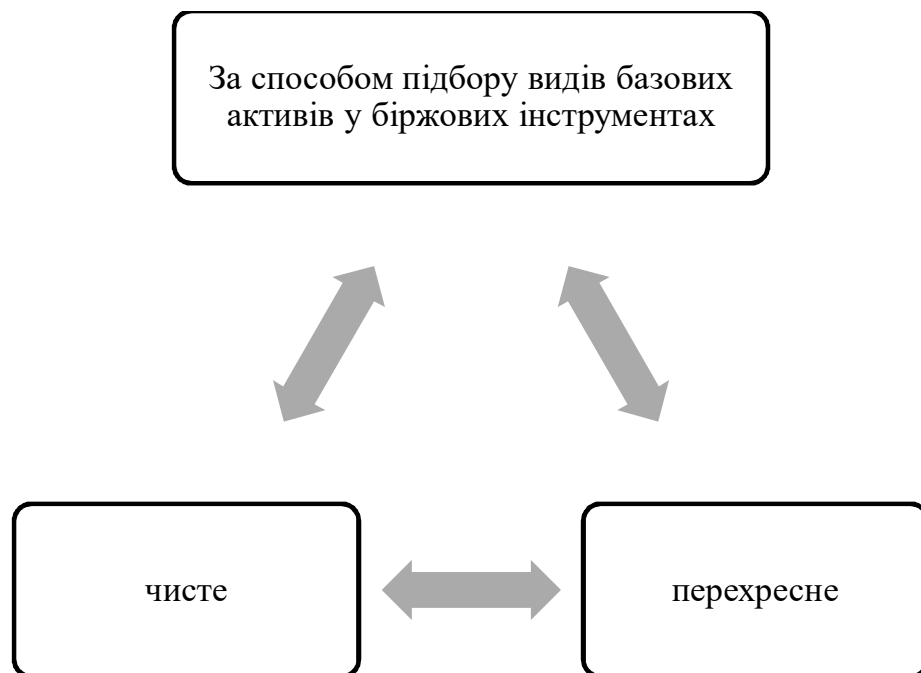 За способом підбору видів базових
активів у біржових інструментах
чисте
перехресне